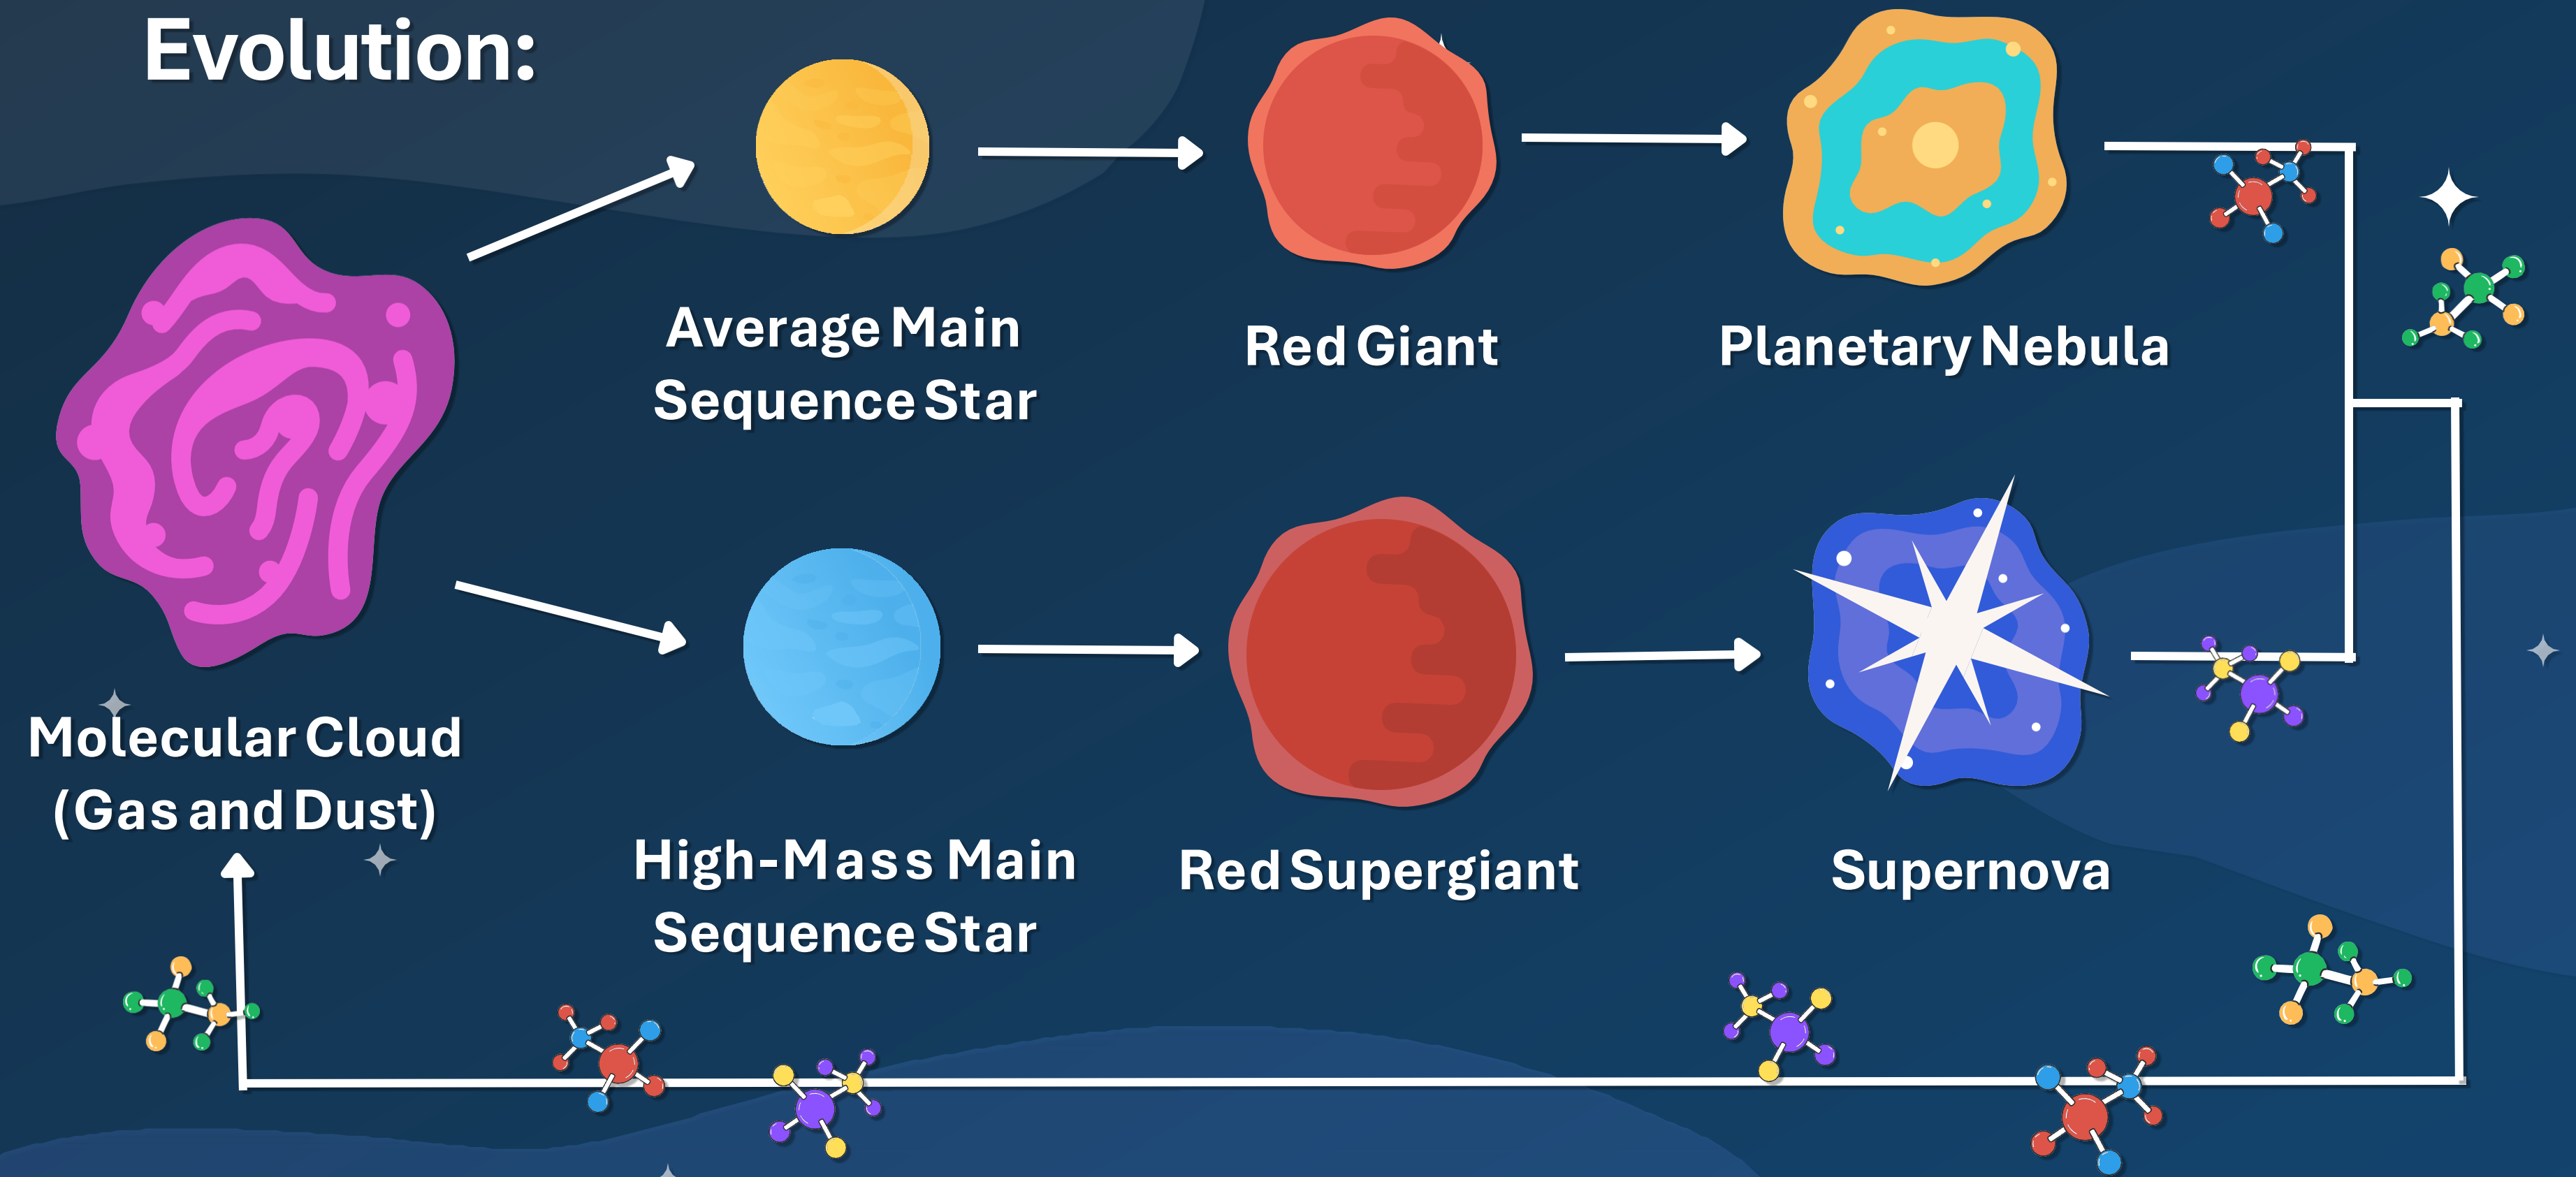 Evolution:
Average Main
Sequence Star
Red Giant
Planetary Nebula
Molecular Cloud
(Gas and Dust)
High-Mass Main
Sequence Star
Red Supergiant
Supernova